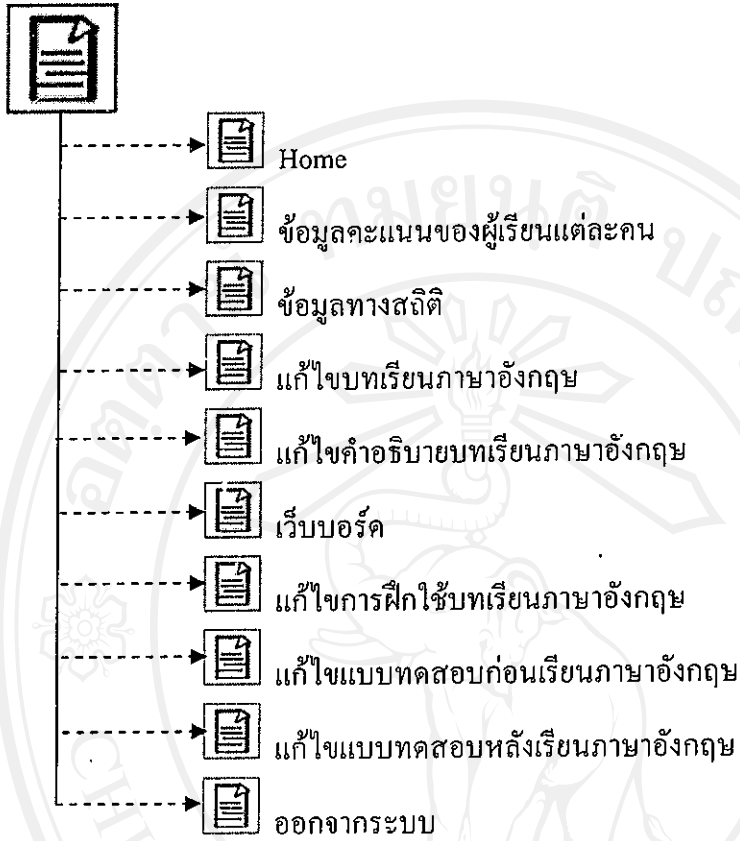 Home
ข้อมูลคะแนนของผู้เรียนแต่ละคน
ข้อมูลทางสถิติ
แก้ไขบทเรียนภาษาอังกฤษ
แก้ไขคำอธิบายบทเรียนภาษาอังกฤษ
เว็บบอร์ด
แก้ไขการฝึกใช้บทเรียนภาษาอังกฤษ
แก้ไขแบบทดสอบก่อนเรียนภาษาอังกฤษ
แก้ไขแบบทดสอบหลังเรียนภาษาอังกฤษ
ออกจากระบบ